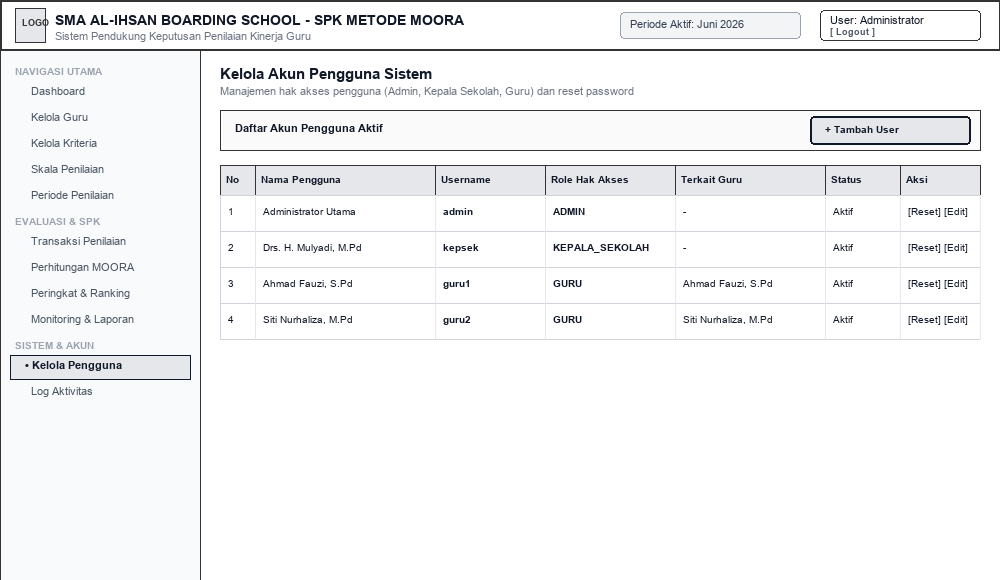 LOGO
SMA AL-IHSAN BOARDING SCHOOL - SPK METODE MOORA
Sistem Pendukung Keputusan Penilaian Kinerja Guru
Periode Aktif: Juni 2026
User: Administrator
[ Logout ]
NAVIGASI UTAMA
Dashboard
Kelola Guru
Kelola Kriteria
Skala Penilaian
Periode Penilaian
EVALUASI & SPK
Transaksi Penilaian
Perhitungan MOORA
Peringkat & Ranking
Monitoring & Laporan
SISTEM & AKUN
• Kelola Pengguna
Log Aktivitas
Kelola Akun Pengguna Sistem
Manajemen hak akses pengguna (Admin, Kepala Sekolah, Guru) dan reset password
Daftar Akun Pengguna Aktif
+ Tambah User
No Nama Pengguna Username Role Hak Akses Terkait Guru Status Aksi
1 Administrator Utama admin ADMIN - Aktif [Reset] [Edit]
2 Drs. H. Mulyadi, M.Pd kepsek KEPALA_SEKOLAH - Aktif [Reset] [Edit]
3 Ahmad Fauzi, S.Pd guru1 GURU Ahmad Fauzi, S.Pd Aktif [Reset] [Edit]
4 Siti Nurhaliza, M.Pd guru2 GURU Siti Nurhaliza, M.Pd Aktif [Reset] [Edit]